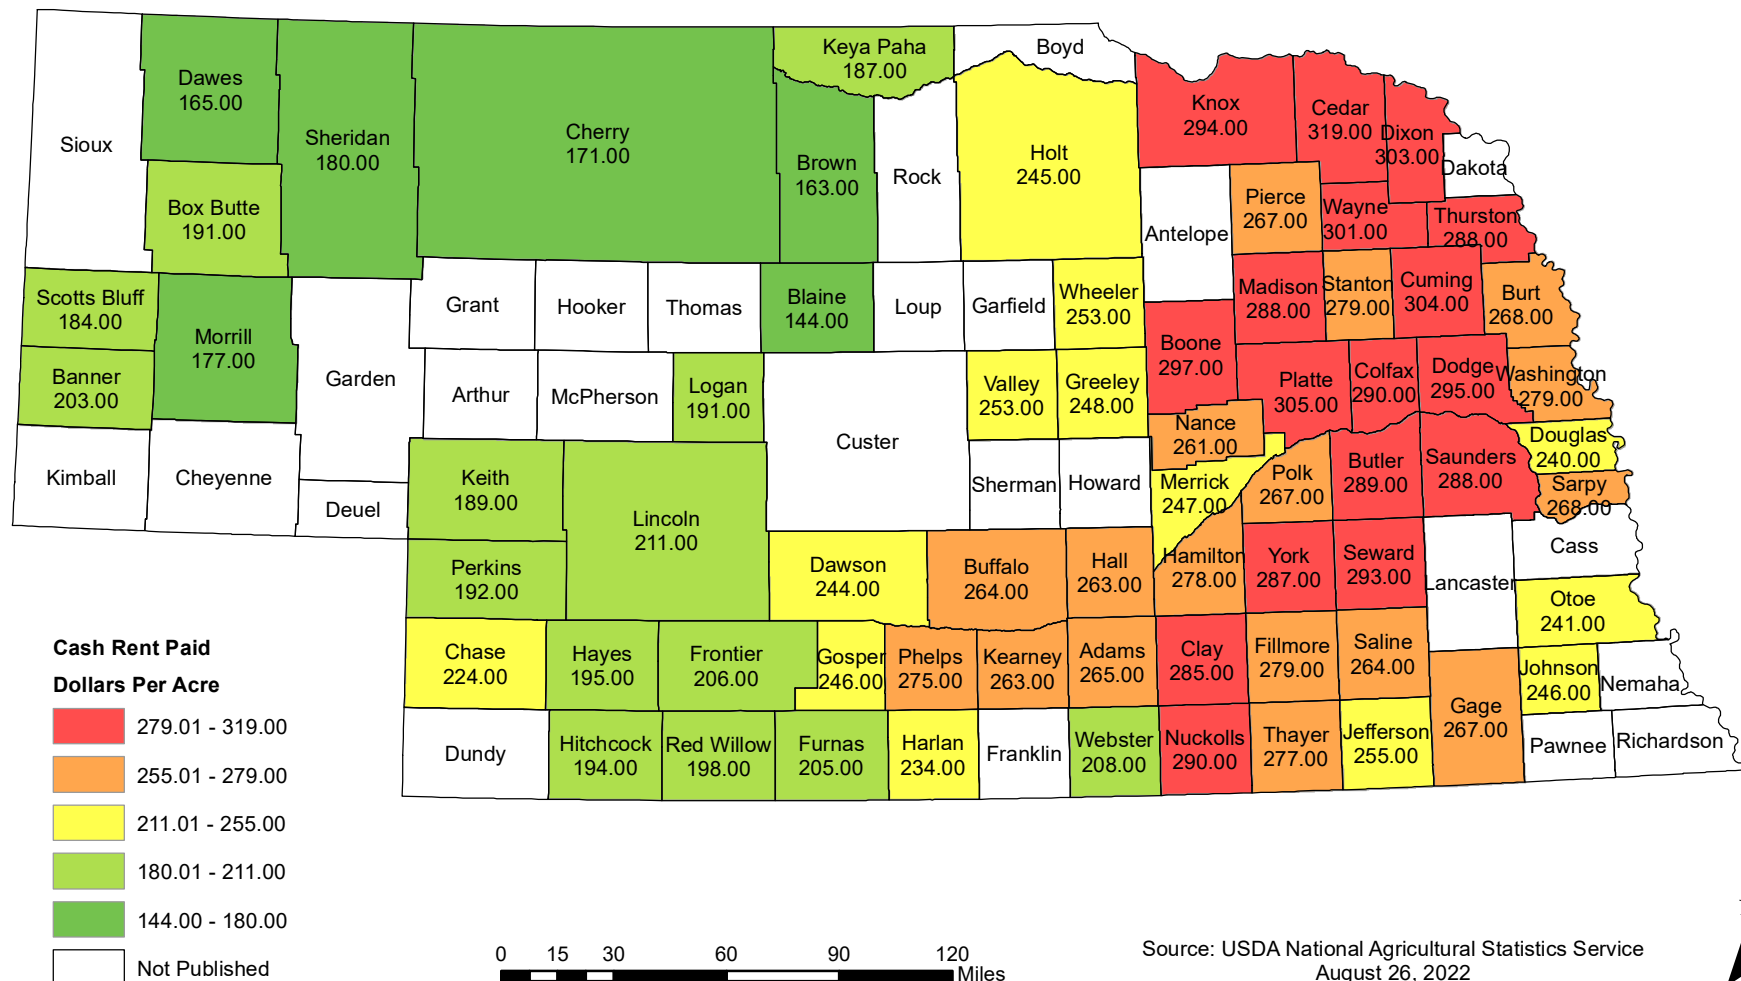 Keya Paha
187.00
Boyd
Dawes
165.00
Knox
294.00
Cedar
319.00
Dixon
303.00
Sioux
Sheridan
180.00
Cherry
171.00
Brown
163.00
Rock
Holt
245.00
Dakota
Box Butte
191.00
Antelope
Pierce
267.00
Wayne
301.00
Thurston
288.00
Scotts Bluff
184.00
Morrill
177.00
Grant
Hooker
Thomas
Blaine
144.00
Loup
Garfield
Wheeler
253.00
Madison
288.00
Stanton
279.00
Cuming
304.00
Burt
268.00
Banner
203.00
Garden
Arthur
McPherson
Logan
191.00
Valley
253.00
Greeley
248.00
Boone
297.00
Platte
305.00
Colfax
290.00
Dodge
295.00
Washington
279.00
Kimball
Cheyenne
Deuel
Keith
189.00
Lincoln
211.00
Custer
Sherman
Howard
Nance
261.00
Merrick
247.00
Polk
267.00
Butler
289.00
Saunders
288.00
Douglas
240.00
Sarpy
268.00
Perkins
192.00
Dawson
244.00
Buffalo
264.00
Hall
263.00
Hamilton
278.00
York
287.00
Seward
293.00
Lancaster
Cass
Otoe
241.00
Chase
224.00
Hayes
195.00
Frontier
206.00
Gosper
246.00
Phelps
275.00
Kearney
263.00
Adams
265.00
Clay
285.00
Fillmore
279.00
Saline
264.00
Gage
267.00
Johnson
246.00
Nemaha
Dundy
Hitchcock
194.00
Red Willow
198.00
Furnas
205.00
Harlan
234.00
Franklin
Webster
208.00
Nuckolls
290.00
Thayer
277.00
Jefferson
255.00
Pawnee
Richardson
Cash Rent Paid
Dollars Per Acre
279.01 - 319.00
255.01 - 279.00
211.01 - 255.00
180.01 - 211.00
144.00 - 180.00
Not Published
0 15 30 60 90 120
Miles
Source: USDA National Agricultural Statistics Service
August 26, 2022